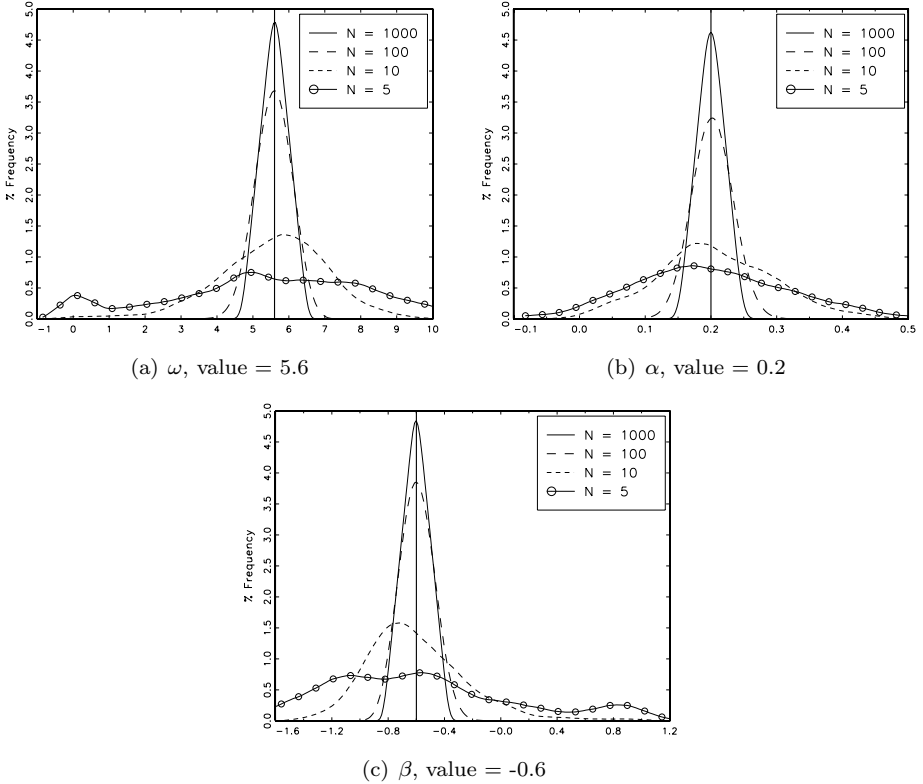 5.0
4.5
4.0
3.5
3.0
2.5
2.0
1.5
1.0
0.5
0.0
% Frequency
N = 1000
N = 100
N = 10
N = 5
-1 0 1 2 3 4 5 6 7 8 9 10
(a) ω, value = 5.6
5.0
4.5
4.0
3.5
3.0
2.5
2.0
1.5
1.0
0.5
0.0
% Frequency
N = 1000
N = 100
N = 10
N = 5
-0.1 0.0 0.1 0.2 0.3 0.4 0.5
(b) α, value = 0.2
5.0
4.5
4.0
3.5
3.0
2.5
2.0
1.5
1.0
0.5
0.0
% Frequency
N = 1000
N = 100
N = 10
N = 5
-1.6 -1.2 -0.8 -0.4 -0.0 0.4 0.8 1.2
(c) β, value = -0.6